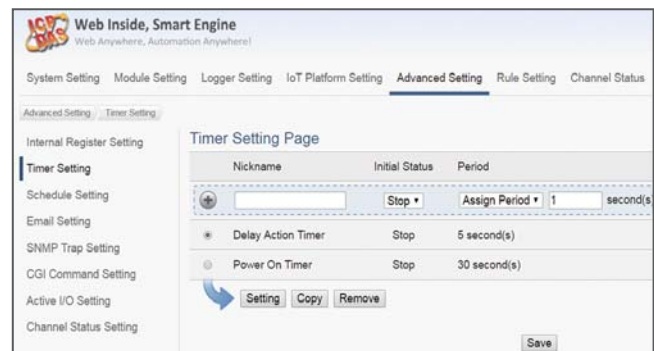 ICP DAS
Web Inside, Smart Engine
Web Anywhere, Automation Anywhere!
System Setting Module Setting Logger Setting IoT Platform Setting Advanced Setting Rule Setting Channel Status
Advanced Setting Timer Setting
Internal Register Setting
Timer Setting
Schedule Setting
Email Setting
SNMP Trap Setting
CGI Command Setting
Active I/O Setting
Channel Status Setting
Timer Setting Page
Nickname Initial Status Period
Stop Assign Period 1 second(s
Delay Action Timer Stop 5 second(s)
Power On Timer Stop 30 second(s)
Setting Copy Remove
Save